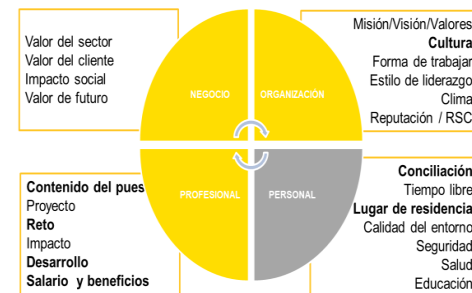 Valor del sector
Valor del cliente
Impacto social
Valor de futuro
NEGOCIO
ORGANIZACIÓN
Misión/Visión/Valores
Cultura
Forma de trabajar
Estilo de liderazgo
Clima
Reputación / RSC
Contenido del pues
Proyecto
Reto
Impacto
Desarrollo
Salario y beneficios
PROFESIONAL
PERSONAL
Conciliación
Tiempo libre
Lugar de residencia
Calidad del entorno
Seguridad
Salud
Educación